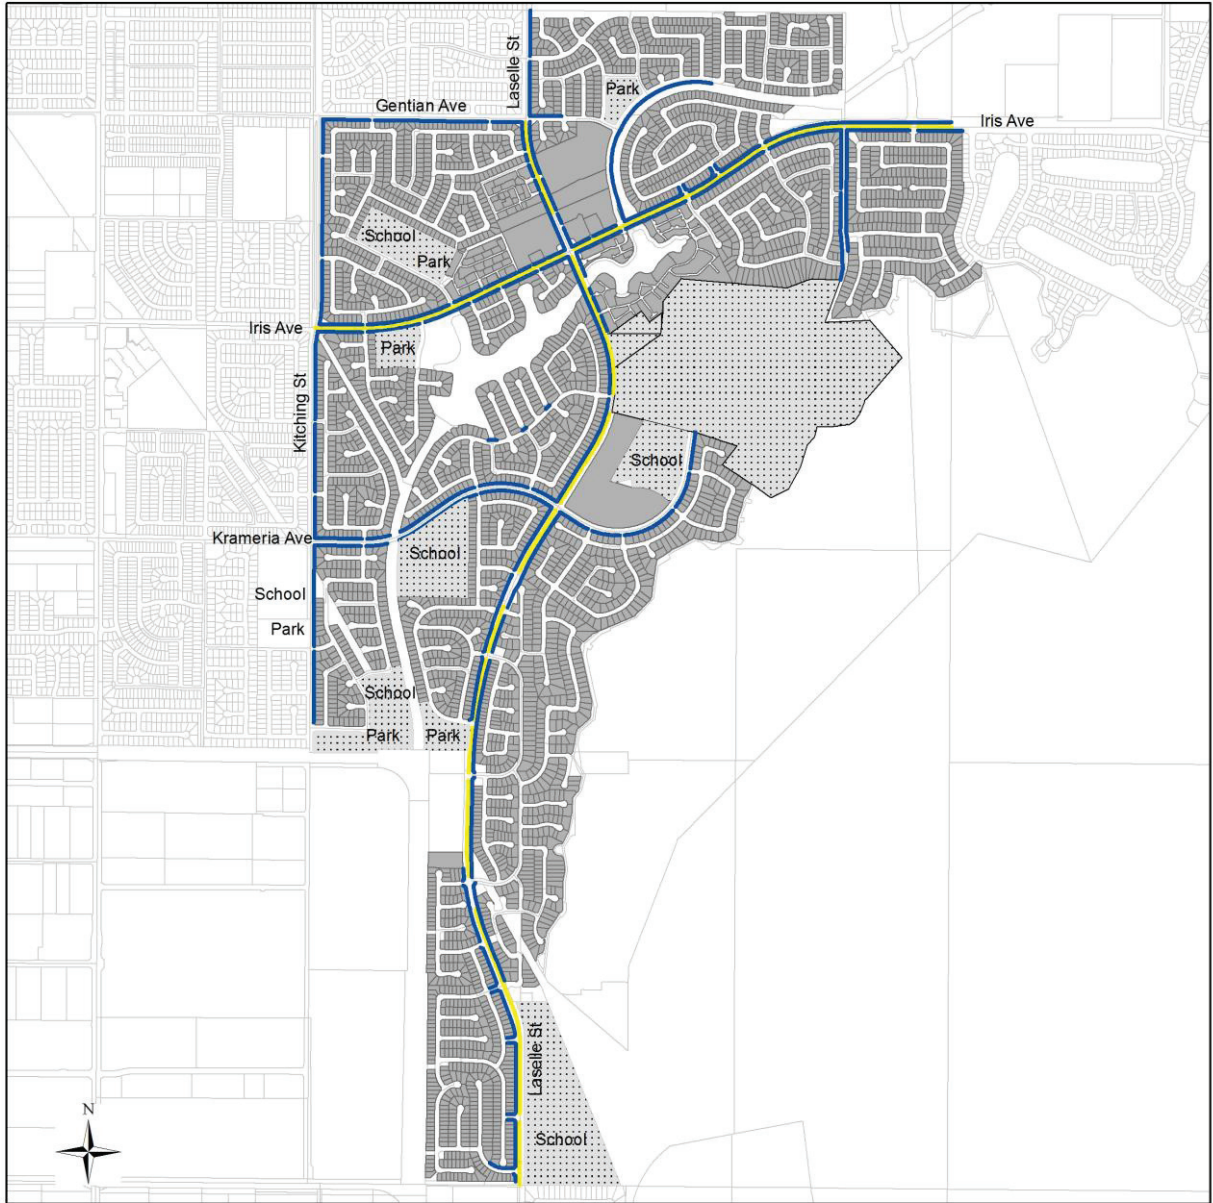 Laselle St
Park
Gentian Ave
Iris Ave
School
Park
Iris Ave
Park
Kitching St
School
Krameria Ave
School
School
Park
School
Park
Park
Laselle St
N
School